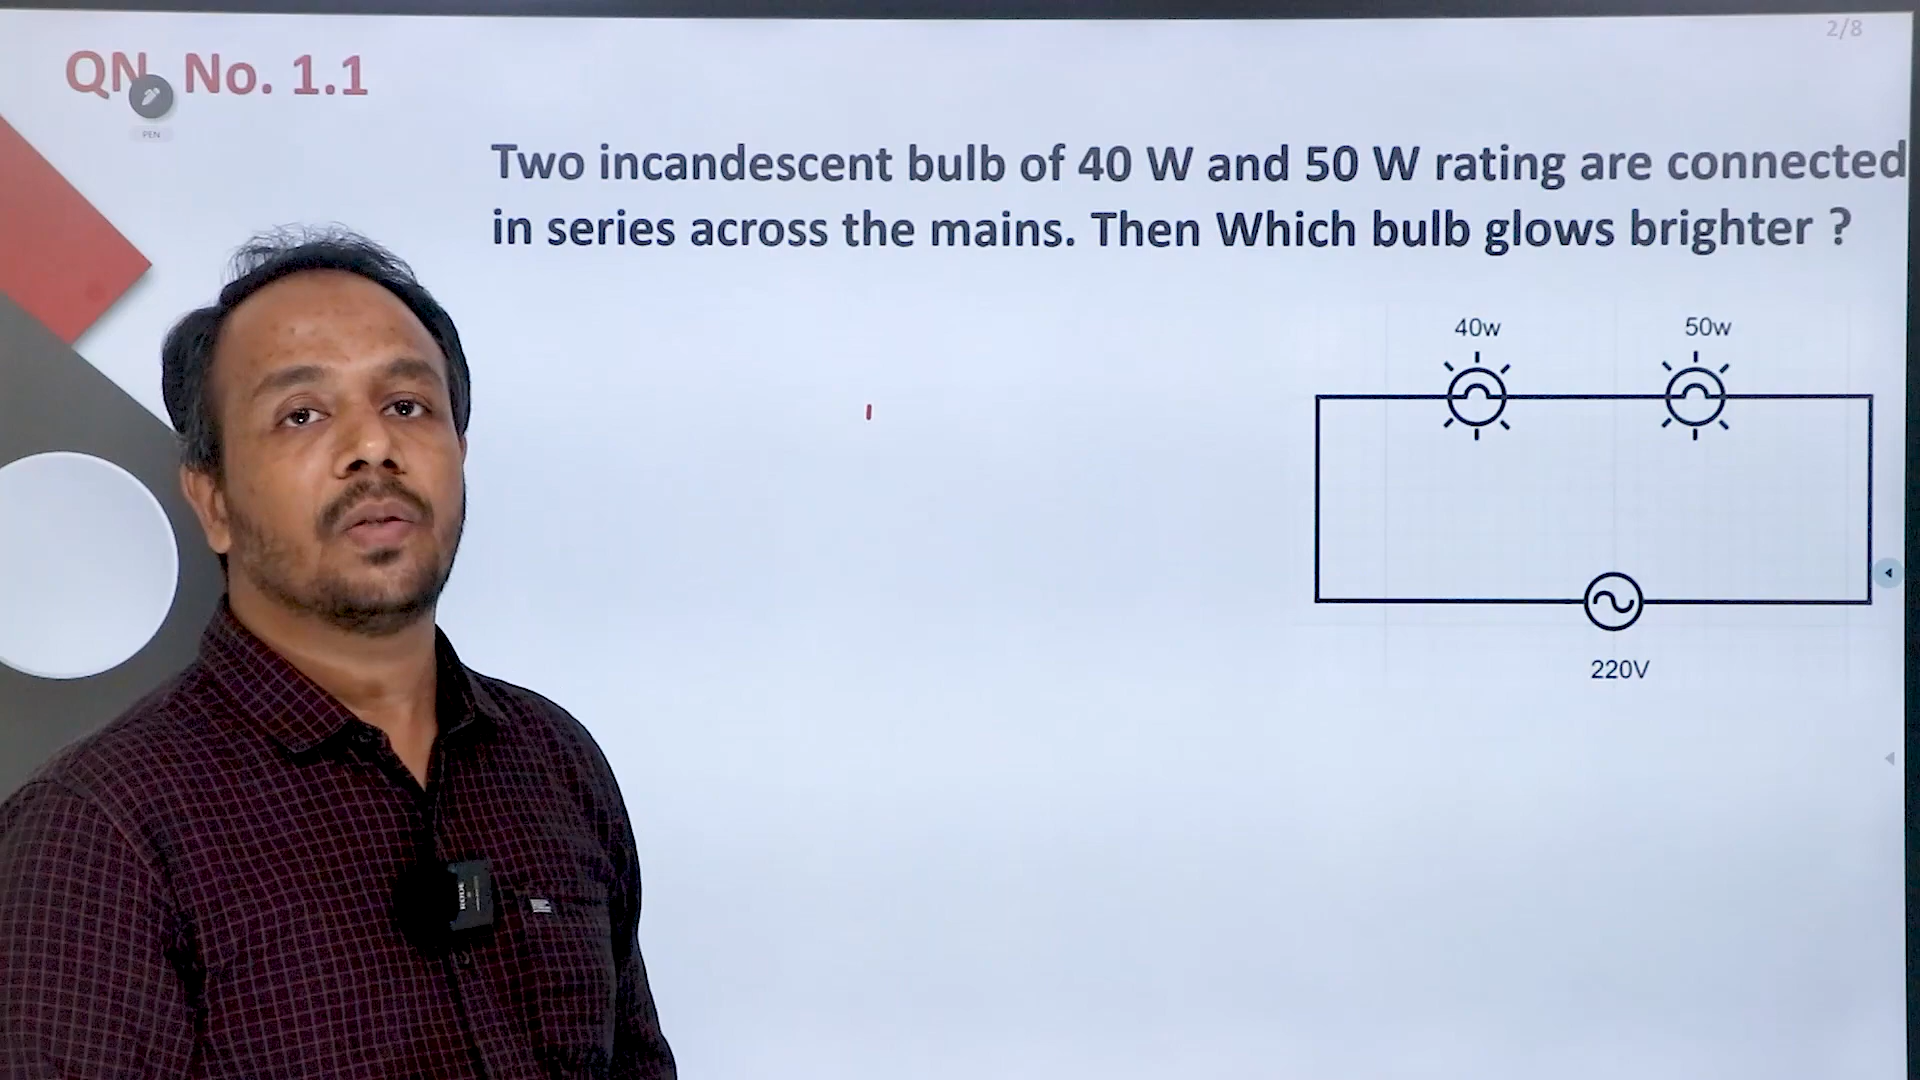 2/8
QN. No. 1.1
PEN
Two incandescent bulb of 40 W and 50 W rating are connected
in series across the mains. Then Which bulb glows brighter ?
40w
50w
220V
RODE